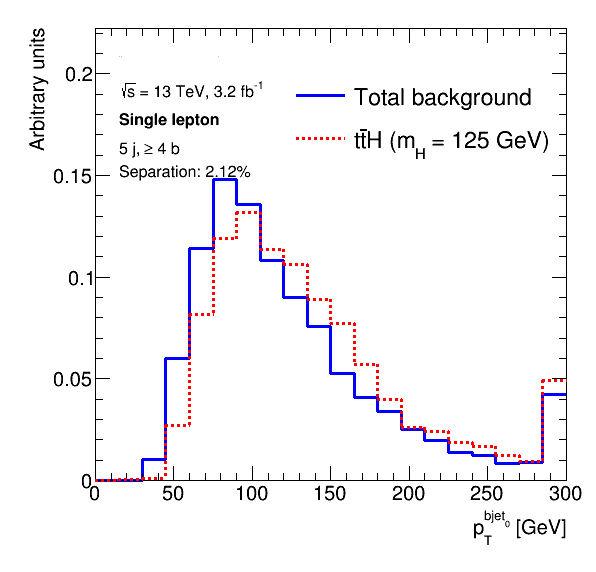 Arbitrary units
0.2
0.15
0.1
0.05
0
√s = 13 TeV, 3.2 fb⁻¹
Single lepton
5 j, ≥ 4 b
Separation: 2.12%
Total background
tt̄H (m_H = 125 GeV)
0 50 100 150 200 250 300
p_T^bjet₀ [GeV]